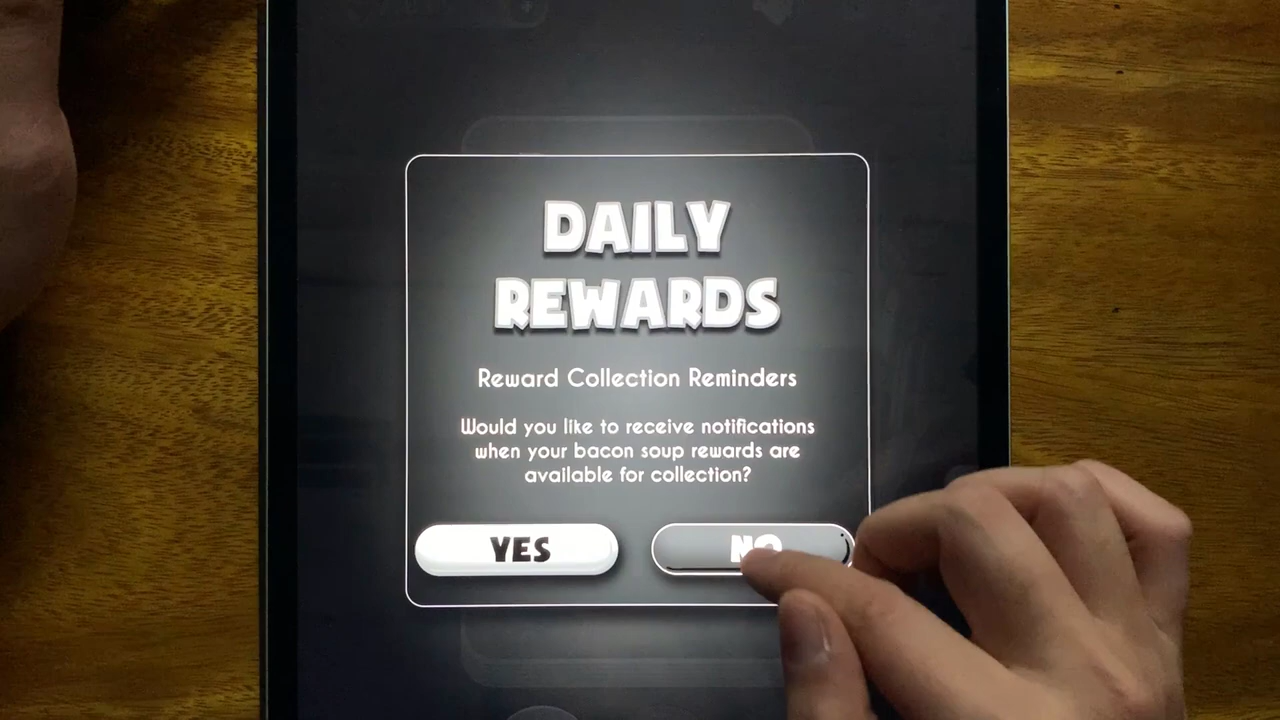 DAILY
REWARDS
Reward Collection Reminders
Would you like to receive notifications
when your bacon soup rewards are
available for collection?
YES
NO